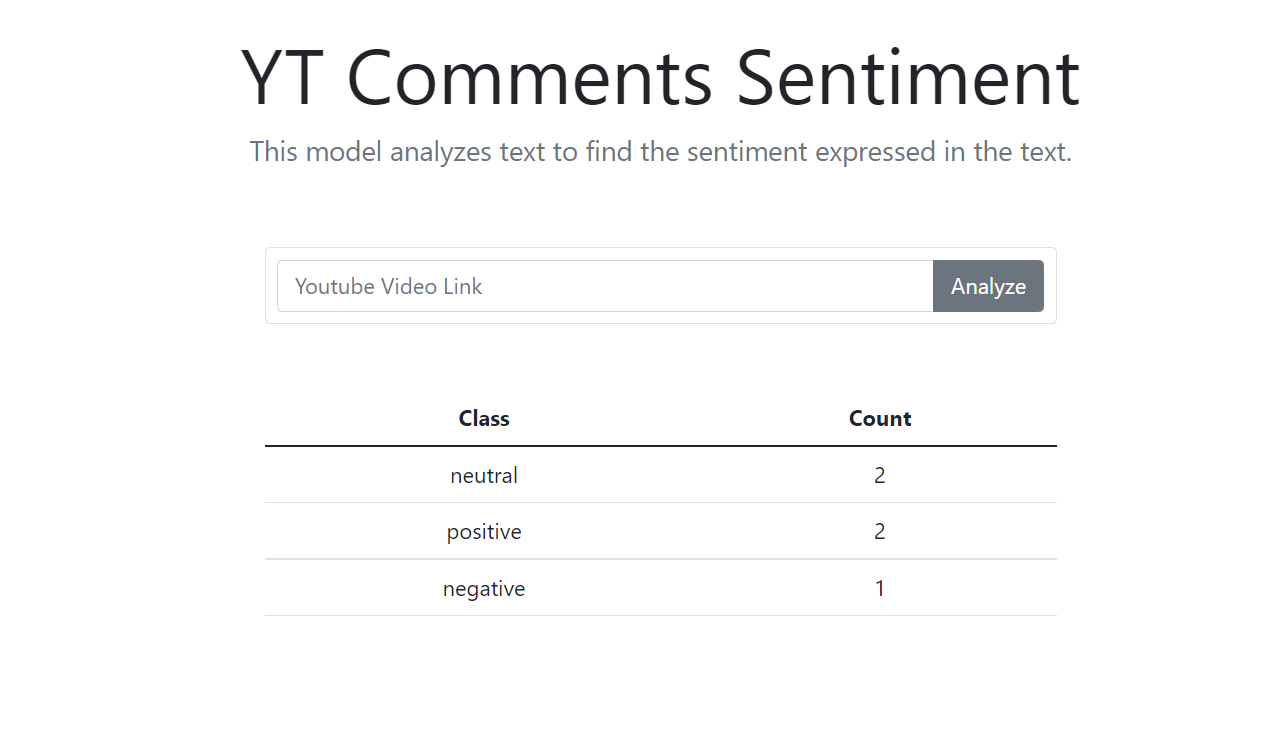 YT Comments Sentiment
This model analyzes text to find the sentiment expressed in the text.
Youtube Video Link
Analyze
Class Count
neutral 2
positive 2
negative 1